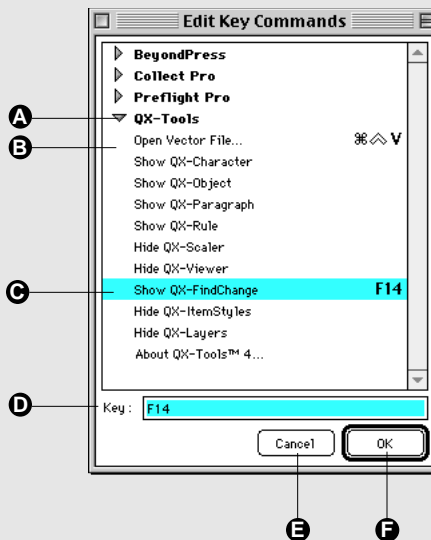 Edit Key Commands
BeyondPress
Collect Pro
Preflight Pro
A QX-Tools
B Open Vector File... ⌘⌃V
Show QX-Character
Show QX-Object
Show QX-Paragraph
Show QX-Rule
Hide QX-Scaler
Hide QX-Viewer
C Show QX-FindChange F14
Hide QX-ItemStyles
Hide QX-Layers
About QX-Tools™ 4...
D Key: F14
Cancel OK
E F